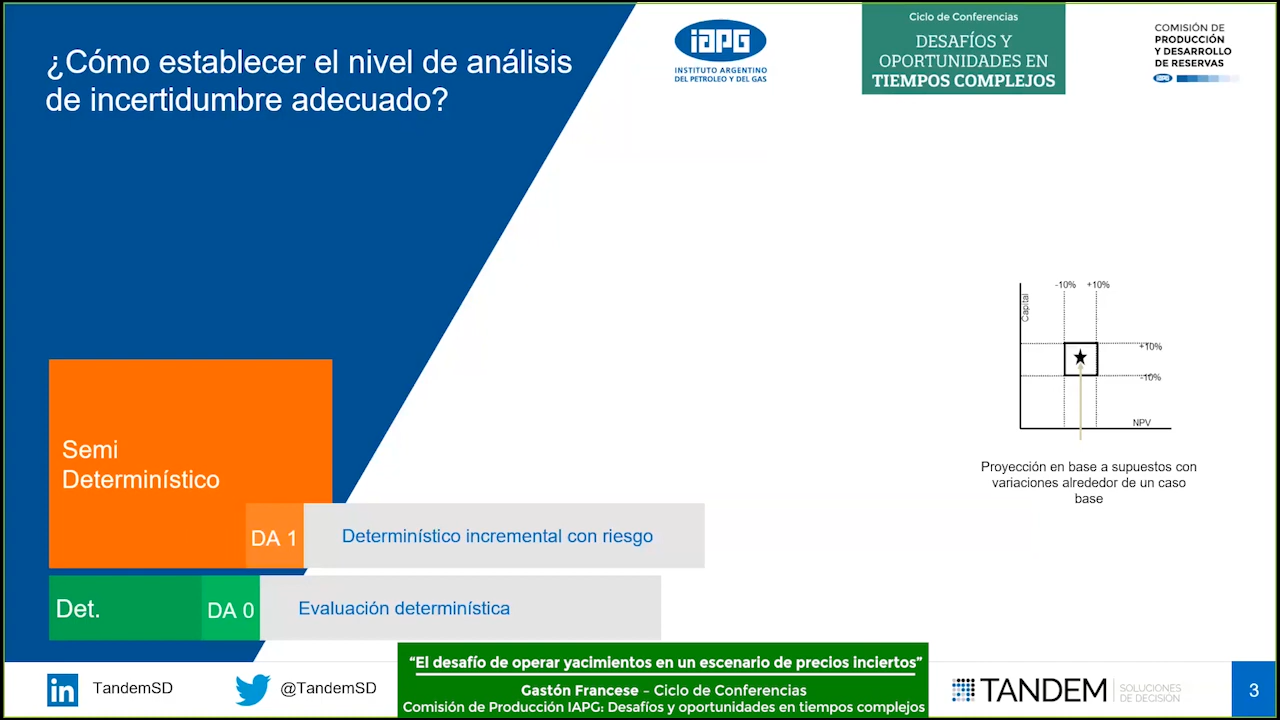 ¿Cómo establecer el nivel de análisis
de incertidumbre adecuado?
iAPG
INSTITUTO ARGENTINO
DEL PETROLEO Y DEL GAS
Ciclo de Conferencias
DESAFÍOS Y
OPORTUNIDADES EN
TIEMPOS COMPLEJOS
COMISIÓN DE
PRODUCCIÓN
Y DESARROLLO
DE RESERVAS
iAPG
-10% +10%
Capital
+10%
-10%
NPV
Proyección en base a supuestos con
variaciones alrededor de un caso
base
Semi
Determinístico
DA 1
Determinístico incremental con riesgo
Det.
DA 0
Evaluación determinística
in
TandemSD
@TandemSD
“El desafío de operar yacimientos en un escenario de precios inciertos”
Gastón Francese – Ciclo de Conferencias
Comisión de Producción IAPG: Desafíos y oportunidades en tiempos complejos
TANDEM
SOLUCIONES
DE DECISIÓN
3